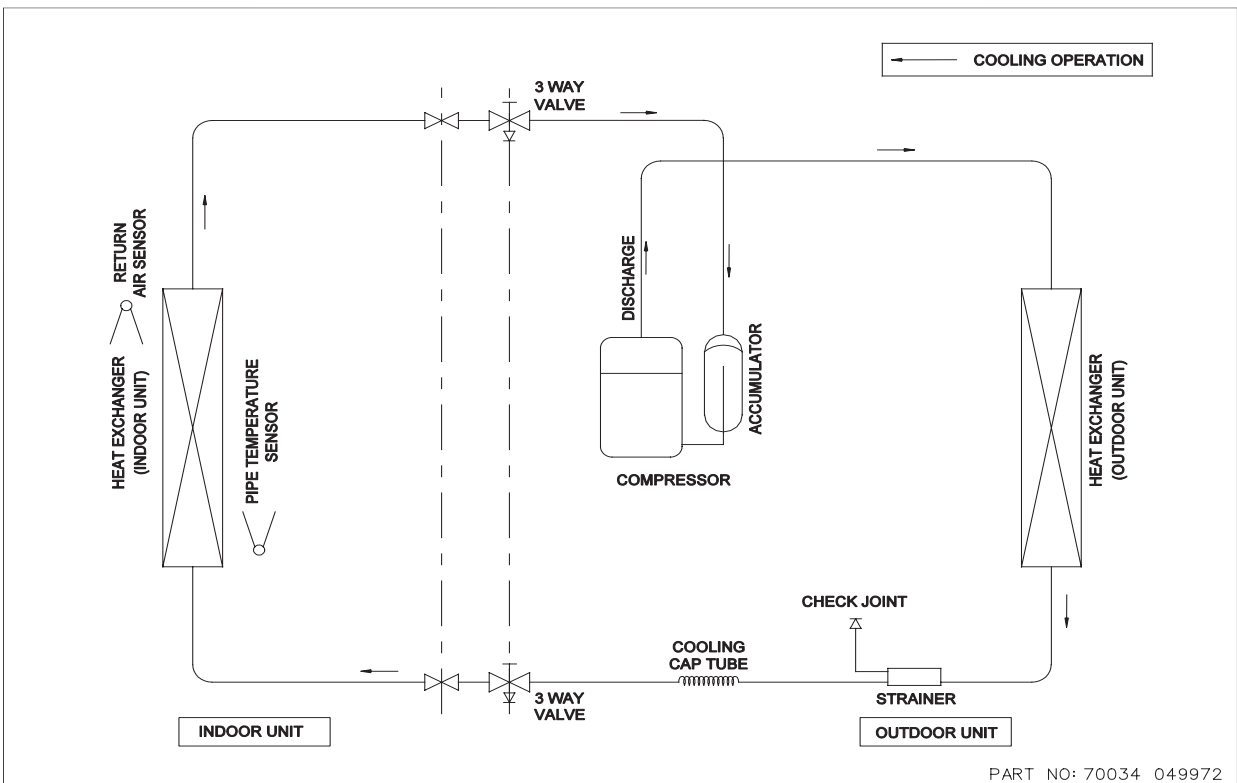 COOLING OPERATION
3 WAY
VALVE
RETURN
AIR SENSOR
DISCHARGE
HEAT EXCHANGER
(INDOOR UNIT)
PIPE TEMPERATURE
SENSOR
ACCUMULATOR
COMPRESSOR
HEAT EXCHANGER
(OUTDOOR UNIT)
CHECK JOINT
COOLING
CAP TUBE
STRAINER
3 WAY
VALVE
INDOOR UNIT
OUTDOOR UNIT
PART NO: 70034 049972